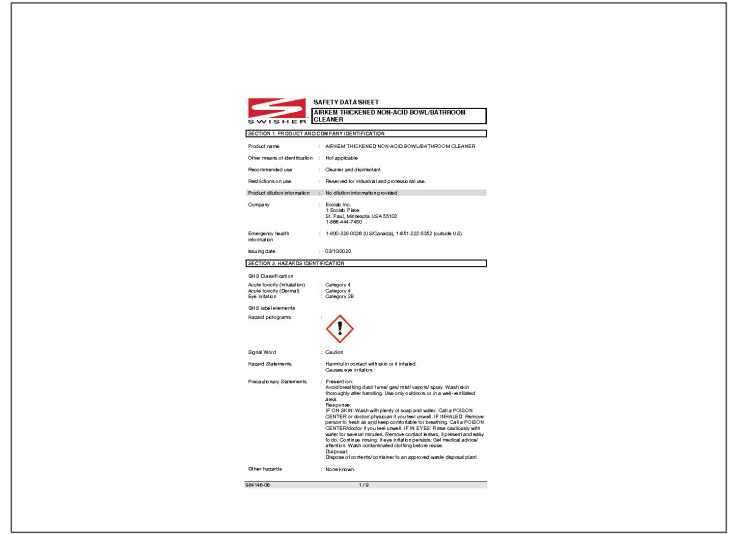 SWISHER
SAFETY DATA SHEET
AIRKEM THICKENED NON-ACID BOWL/BATHROOM
CLEANER
SECTION 1. PRODUCT AND COMPANY IDENTIFICATION
Product name : AIRKEM THICKENED NON-ACID BOWL/BATHROOM CLEANER
Other means of identification : Not applicable
Recommended use : Cleaner and disinfectant
Restrictions on use : Reserved for industrial and professional use.
Product dilution information : No dilution information provided.
Company : Ecolab Inc.
1 Ecolab Place
St. Paul, Minnesota USA 55102
1-866-444-7450
Emergency health : 1-800-328-0026 (US/Canada), 1-651-222-5352 (outside US)
information
Issuing date : 03/10/2020
SECTION 2. HAZARDS IDENTIFICATION
GHS Classification
Acute toxicity (Inhalation) : Category 4
Acute toxicity (Dermal) : Category 4
Eye irritation : Category 2B
GHS label elements
Hazard pictograms :
Signal Word : Caution
Hazard Statements : Harmful in contact with skin or if inhaled.
Causes eye irritation.
Precautionary Statements : Prevention:
Avoid breathing dust/ fume/ gas/ mist/ vapors/ spray. Wash skin
thoroughly after handling. Use only outdoors or in a well-ventilated
area.
Response:
IF ON SKIN: Wash with plenty of soap and water. Call a POISON
CENTER or doctor/ physician if you feel unwell. IF INHALED: Remove
person to fresh air and keep comfortable for breathing. Call a POISON
CENTER/doctor if you feel unwell. IF IN EYES: Rinse cautiously with
water for several minutes. Remove contact lenses, if present and easy
to do. Continue rinsing. If eye irritation persists: Get medical advice/
attention. Wash contaminated clothing before reuse.
Disposal:
Dispose of contents/ container to an approved waste disposal plant.
Other hazards : None known.
984146-06 1 / 9